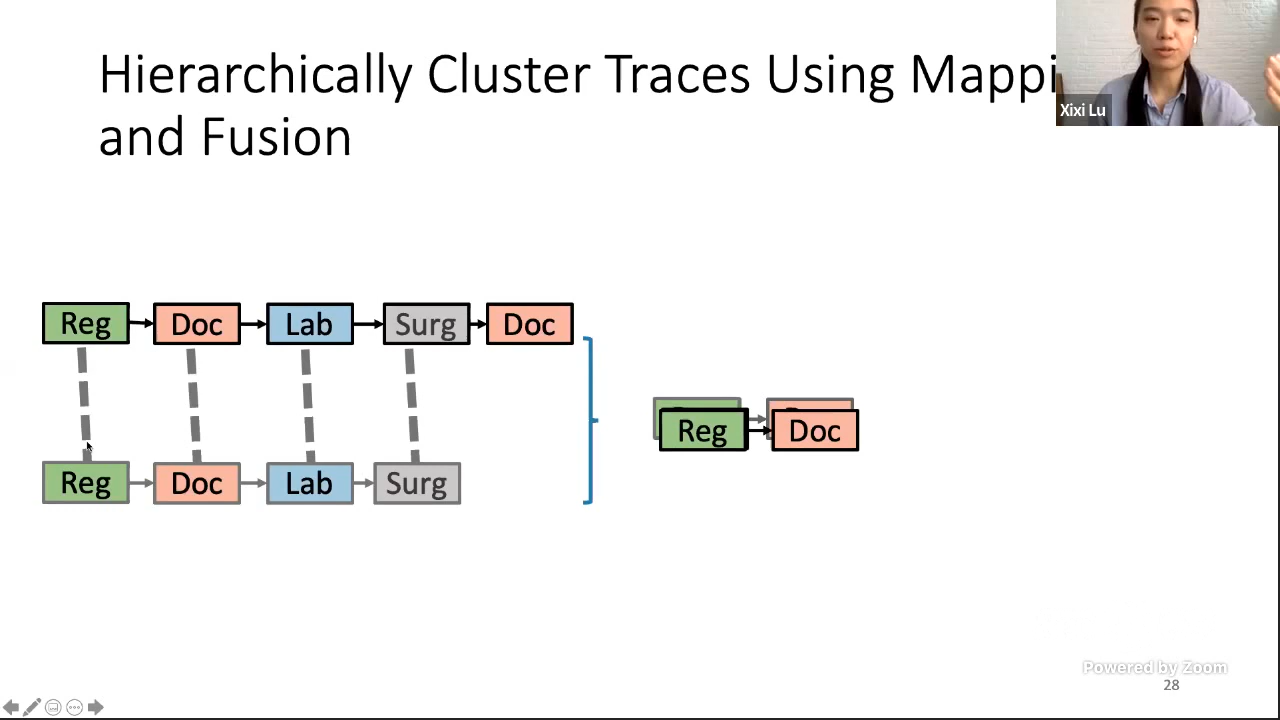 Hierarchically Cluster Traces Using Mappi
and Fusion
Xixi Lu
Reg Doc Lab Surg Doc
Reg Doc
Reg Doc Lab Surg
Powered by Zoom
28